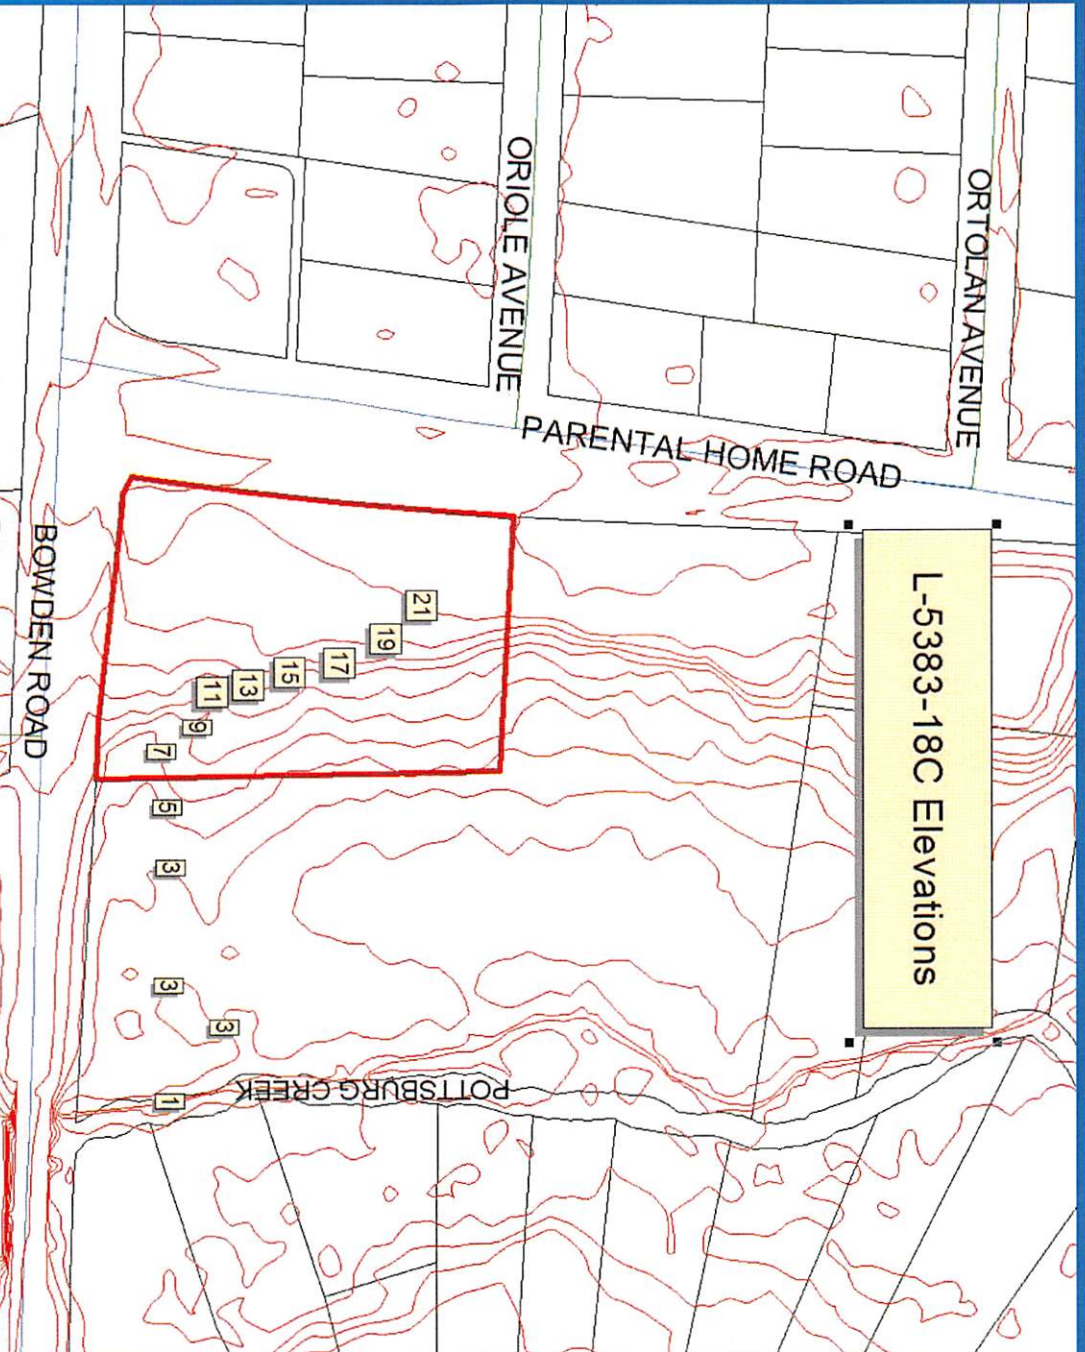 L-5383-18C Elevations
ORTOLAN AVENUE
ORIOLE AVENUE
PARENTAL HOME ROAD
BOWDEN ROAD
POTTSBURG CREEK
21
19
17
15
13
11
9
7
5
3
3
3
1